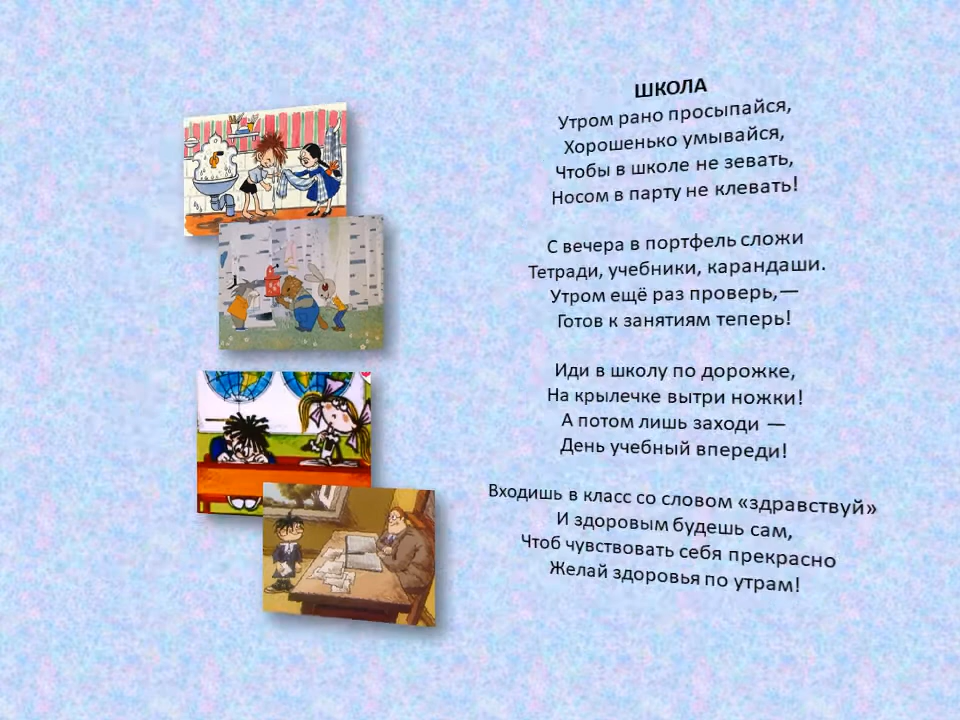 ШКОЛА
Утром рано просыпайся,
Хорошенько умывайся,
Чтобы в школе не зевать,
Носом в парту не клевать!
С вечера в портфель сложи
Тетради, учебники, карандаши.
Утром ещё раз проверь,—
Готов к занятиям теперь!
Иди в школу по дорожке,
На крылечке вытри ножки!
А потом лишь заходи —
День учебный впереди!
Входишь в класс со словом «здравствуй»
И здоровым будешь сам,
Чтоб чувствовать себя прекрасно
Желай здоровья по утрам!